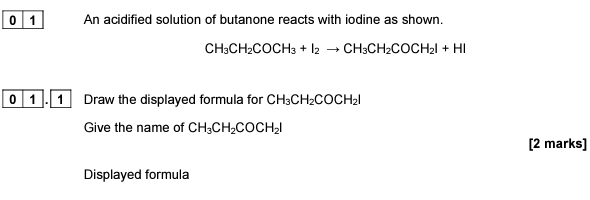 0 1 An acidified solution of butanone reacts with iodine as shown.
CH₃CH₂COCH₃ + I₂ → CH₃CH₂COCH₂I + HI
0 1 . 1 Draw the displayed formula for CH₃CH₂COCH₂I
Give the name of CH₃CH₂COCH₂I
[2 marks]
Displayed formula